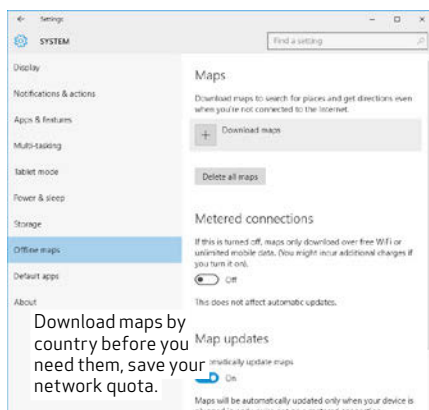 Settings
SYSTEM
Find a setting
Display
Notifications & actions
Apps & features
Multi-tasking
Tablet mode
Power & sleep
Storage
Offline maps
Default apps
About
Maps
Download maps to search for places and get directions even
when you're not connected to the Internet.
Download maps
Delete all maps
Metered connections
If this is turned off, maps only download over free WiFi or
unlimited mobile data. (You might incur additional charges if
you turn it on).
Off
This does not affect automatic updates.
Map updates
omatically update maps
On
Maps will be automatically updated only when your device is
Download maps by
country before you
need them, save your
network quota.